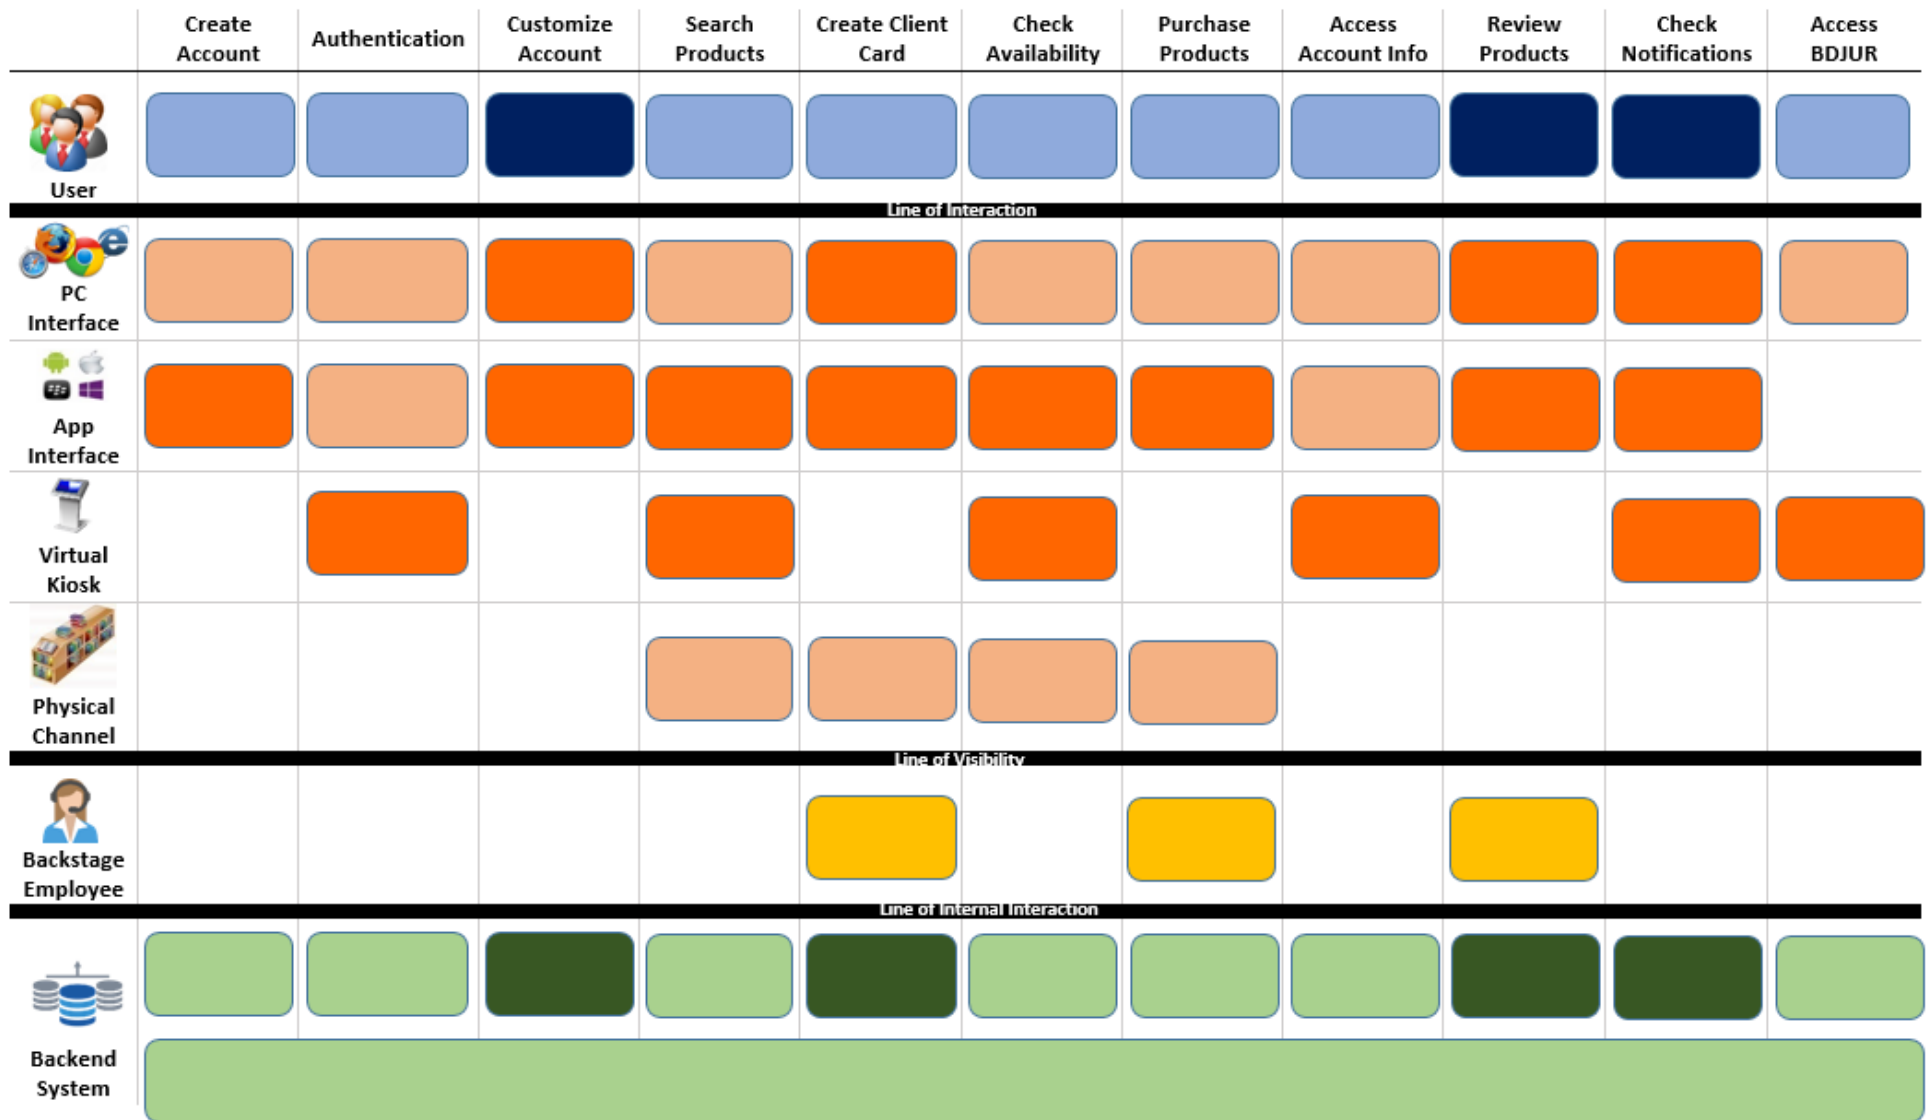 Create
Account
Authentication
Customize
Account
Search
Products
Create Client
Card
Check
Availability
Purchase
Products
Access
Account Info
Review
Products
Check
Notifications
Access
BDJUR
User
Line of Interaction
PC
Interface
App
Interface
Virtual
Kiosk
Physical
Channel
Line of Visibility
Backstage
Employee
Line of Internal Interaction
Backend
System